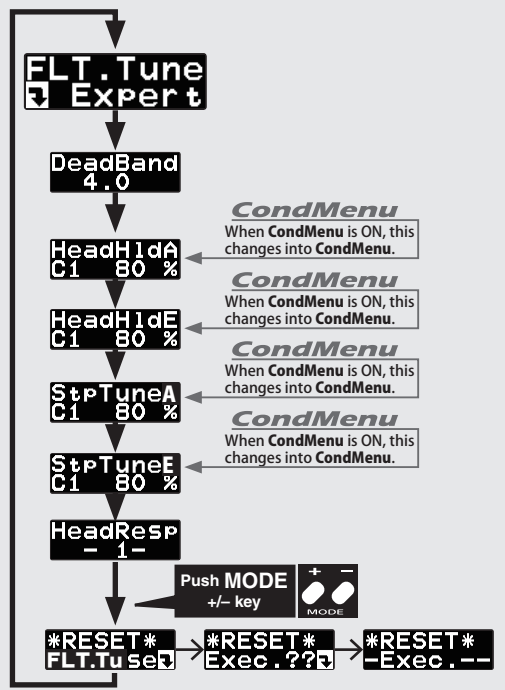 FLT.Tune
Expert
DeadBand
4.0
CondMenu
When CondMenu is ON, this
changes into CondMenu.
HeadHldA
C1 80 %
CondMenu
When CondMenu is ON, this
changes into CondMenu.
HeadHldE
C1 80 %
CondMenu
When CondMenu is ON, this
changes into CondMenu.
StpTuneA
C1 80 %
CondMenu
When CondMenu is ON, this
changes into CondMenu.
StpTuneE
C1 80 %
HeadResp
- 1-
Push MODE
+/– key
+ −
MODE
*RESET*
FLT.Tuse
*RESET*
Exec.??
*RESET*
-Exec.--